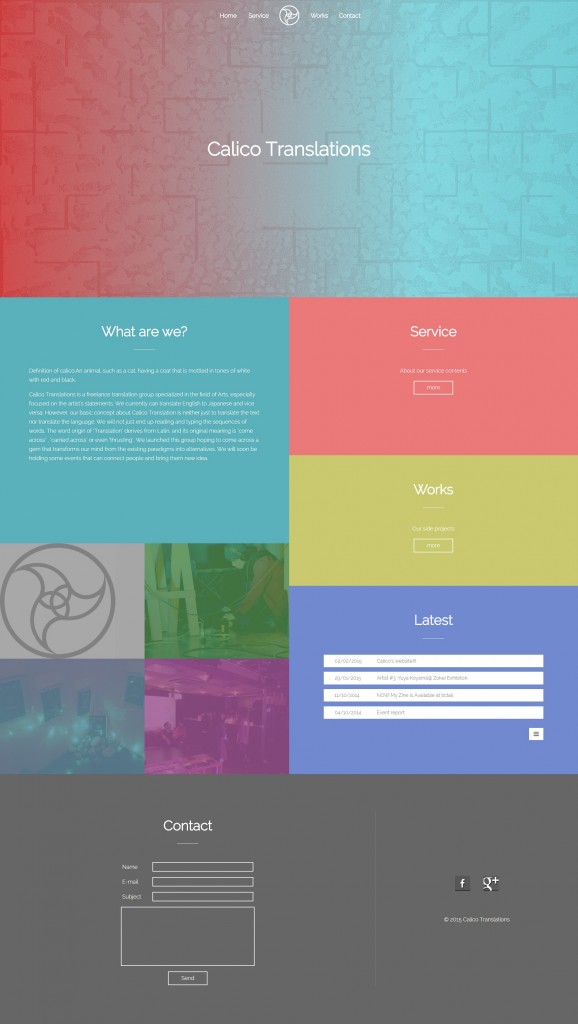 Home Service Works Contact
Calico Translations
What are we?
Definition of calico:An animal, such as a cat, having a coat that is mottled in tones of white
with red and black.
Calico Translations is a freelance translation group specialized in the field of Arts, especially
focused on the artist's statements. We currently can translate English to Japanese and vice
versa. However, our basic concept about Calico Translation is neither just to translate the text
nor translate the language. We will not just end up reading and typing the sequences of
words. The word origin of 'Translation' derives from Latin, and its original meaning is 'come
across' , 'carried across' or even 'thrusting'. We launched this group hoping to come across a
gem that transforms our mind from the existing paradigms into alternatives. We will soon be
holding some events that can connect people and bring them new idea.
Service
About our service contents
more
Works
Our side projects
more
Latest
02/02/2015 Calico's website!!
29/01/2015 Artist #3: Yuya Koyama
11/10/2014 NOW My Zine is Available at
04/10/2014 Event report
Contact
Name
E-mail
Subject
Send
f
g+
© 2015 Calico Translations